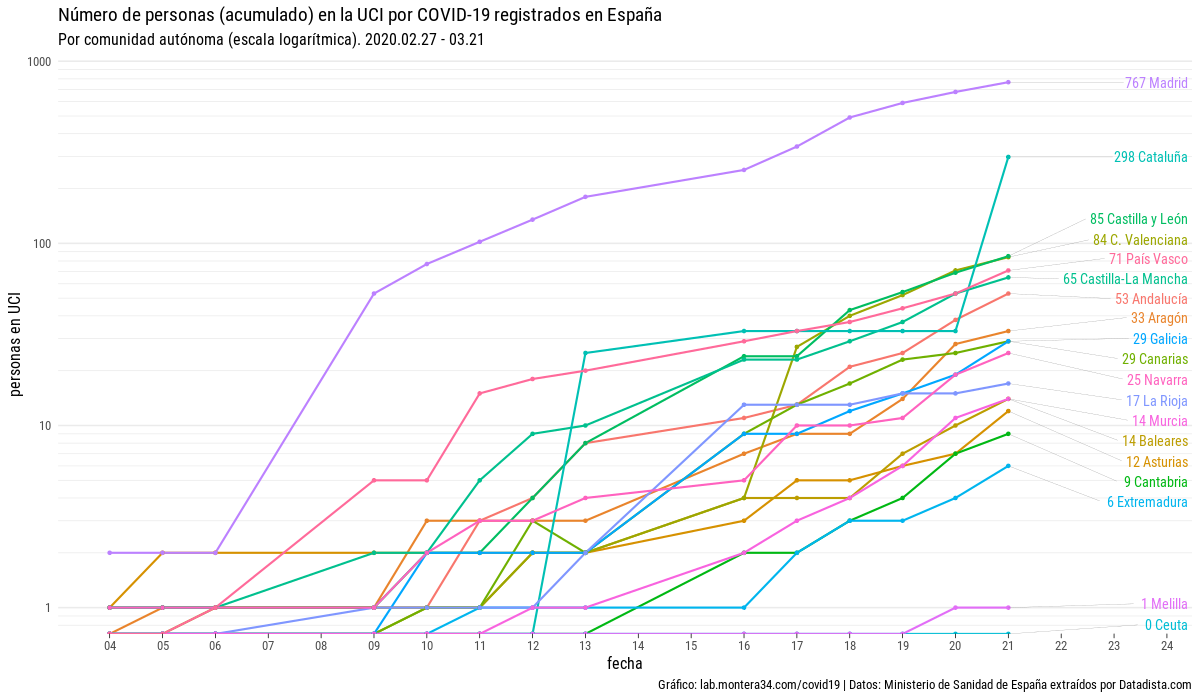 Número de personas (acumulado) en la UCI por COVID-19 registrados en España
Por comunidad autónoma (escala logarítmica). 2020.02.27 - 03.21
personas en UCI
1000
100
10
1
767 Madrid
298 Cataluña
85 Castilla y León
84 C. Valenciana
71 País Vasco
65 Castilla-La Mancha
53 Andalucía
33 Aragón
29 Galicia
29 Canarias
25 Navarra
17 La Rioja
14 Murcia
14 Baleares
12 Asturias
9 Cantabria
6 Extremadura
1 Melilla
0 Ceuta
04 05 06 07 08 09 10 11 12 13 14 15 16 17 18 19 20 21 22 23 24
fecha
Gráfico: lab.montera34.com/covid19 | Datos: Ministerio de Sanidad de España extraídos por Datadista.com